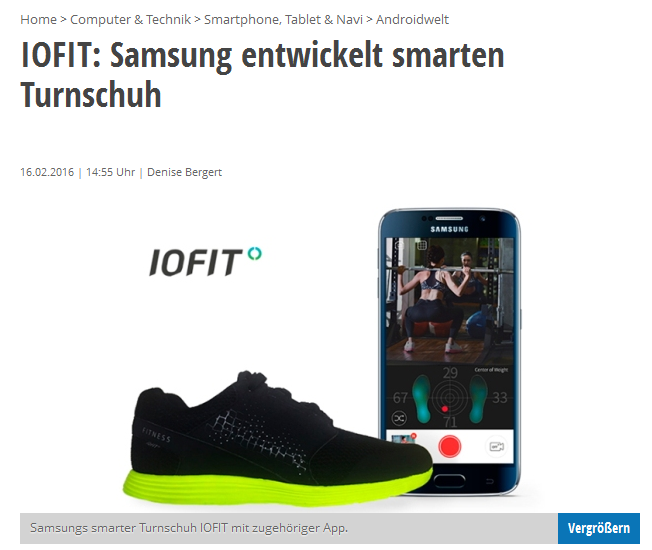 Home > Computer & Technik > Smartphone, Tablet & Navi > Androidwelt
IOFIT: Samsung entwickelt smarten
Turnschuh
16.02.2016 | 14:55 Uhr | Denise Bergert
IOFIT
SAMSUNG
Center of Weight
29
67
33
71
FITNESS
Samsungs smarter Turnschuh IOFIT mit zugehöriger App.
Vergrößern